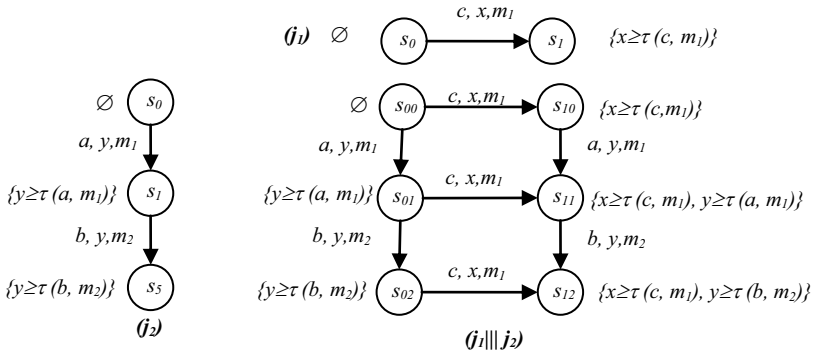 c, x,m₁
(j₁) ∅ s₀ s₁ {x≥τ (c, m₁)}
∅ s₀
a, y,m₁
{y≥τ (a, m₁)} s₁
b, y,m₂
{y≥τ (b, m₂)} s₅
(j₂)
∅ s₀₀ c, x,m₁ s₁₀ {x≥τ (c,m₁)}
a, y,m₁ a, y,m₁
{y≥τ (a, m₁)} s₀₁ c, x,m₁ s₁₁ {x≥τ (c, m₁), y≥τ (a, m₁)}
b, y,m₂ b, y,m₂
{y≥τ (b, m₂)} s₀₂ c, x,m₁ s₁₂ {x≥τ (c, m₁), y≥τ (b, m₂)}
(j₁||| j₂)